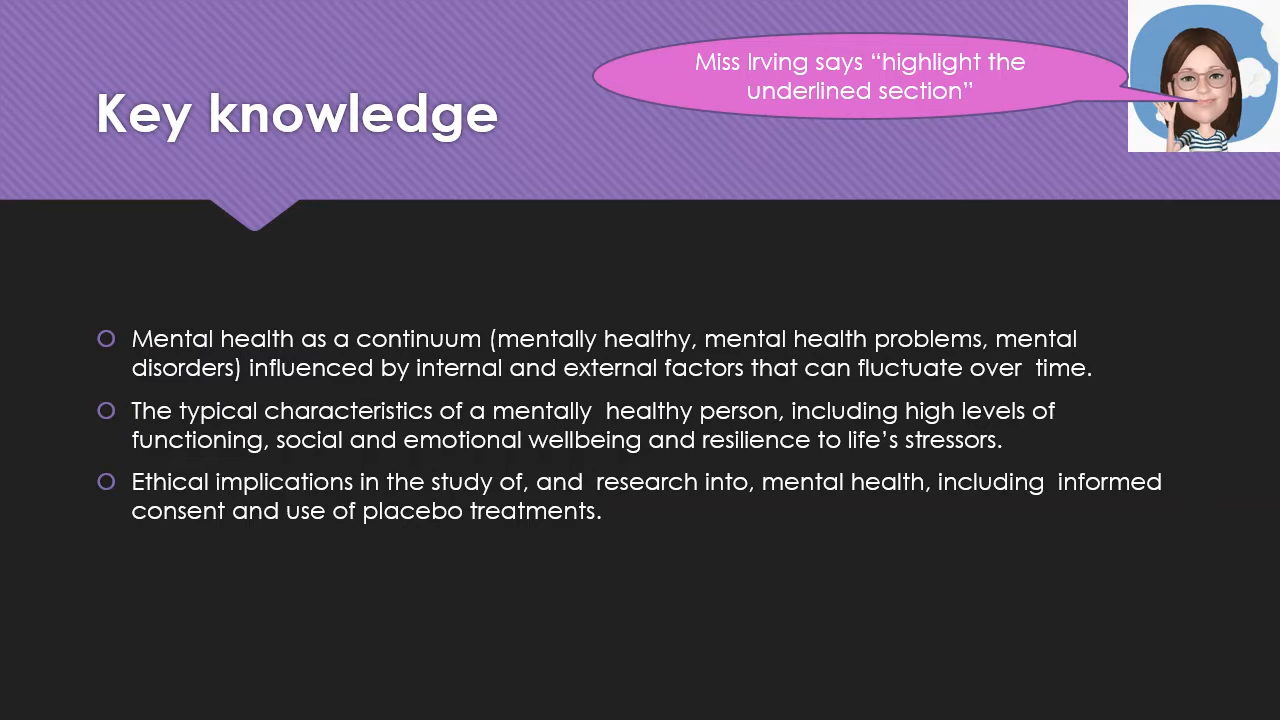 Miss Irving says “highlight the
underlined section”
Key knowledge
Mental health as a continuum (mentally healthy, mental health problems, mental
disorders) influenced by internal and external factors that can fluctuate over  time.
The typical characteristics of a mentally  healthy person, including high levels of
functioning, social and emotional wellbeing and resilience to life’s stressors.
Ethical implications in the study of, and  research into, mental health, including  informed
consent and use of placebo treatments.